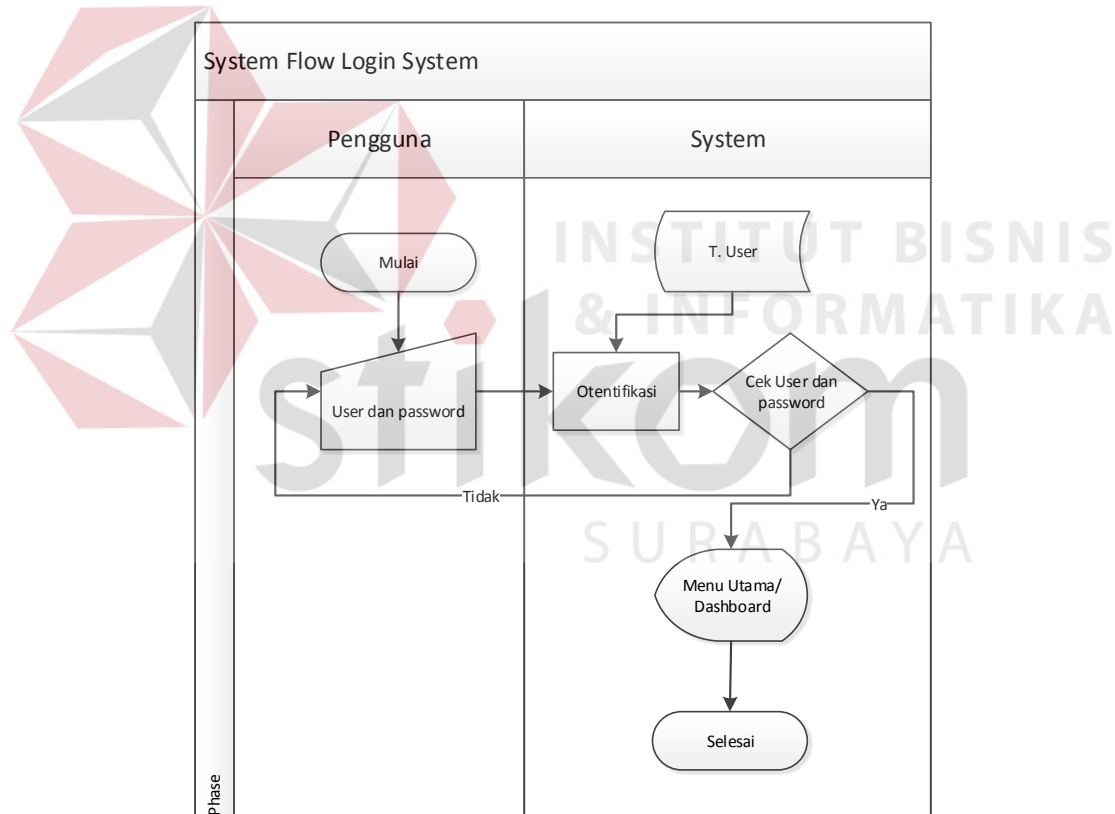 System Flow Login System
Pengguna
System
INSTITUT BISNIS
& INFORMATIKA
stikom
SURABAYA
Mulai
T. User
User dan password
Otentifikasi
Cek User dan
password
Tidak
Ya
Menu Utama/
Dashboard
Selesai
Phase